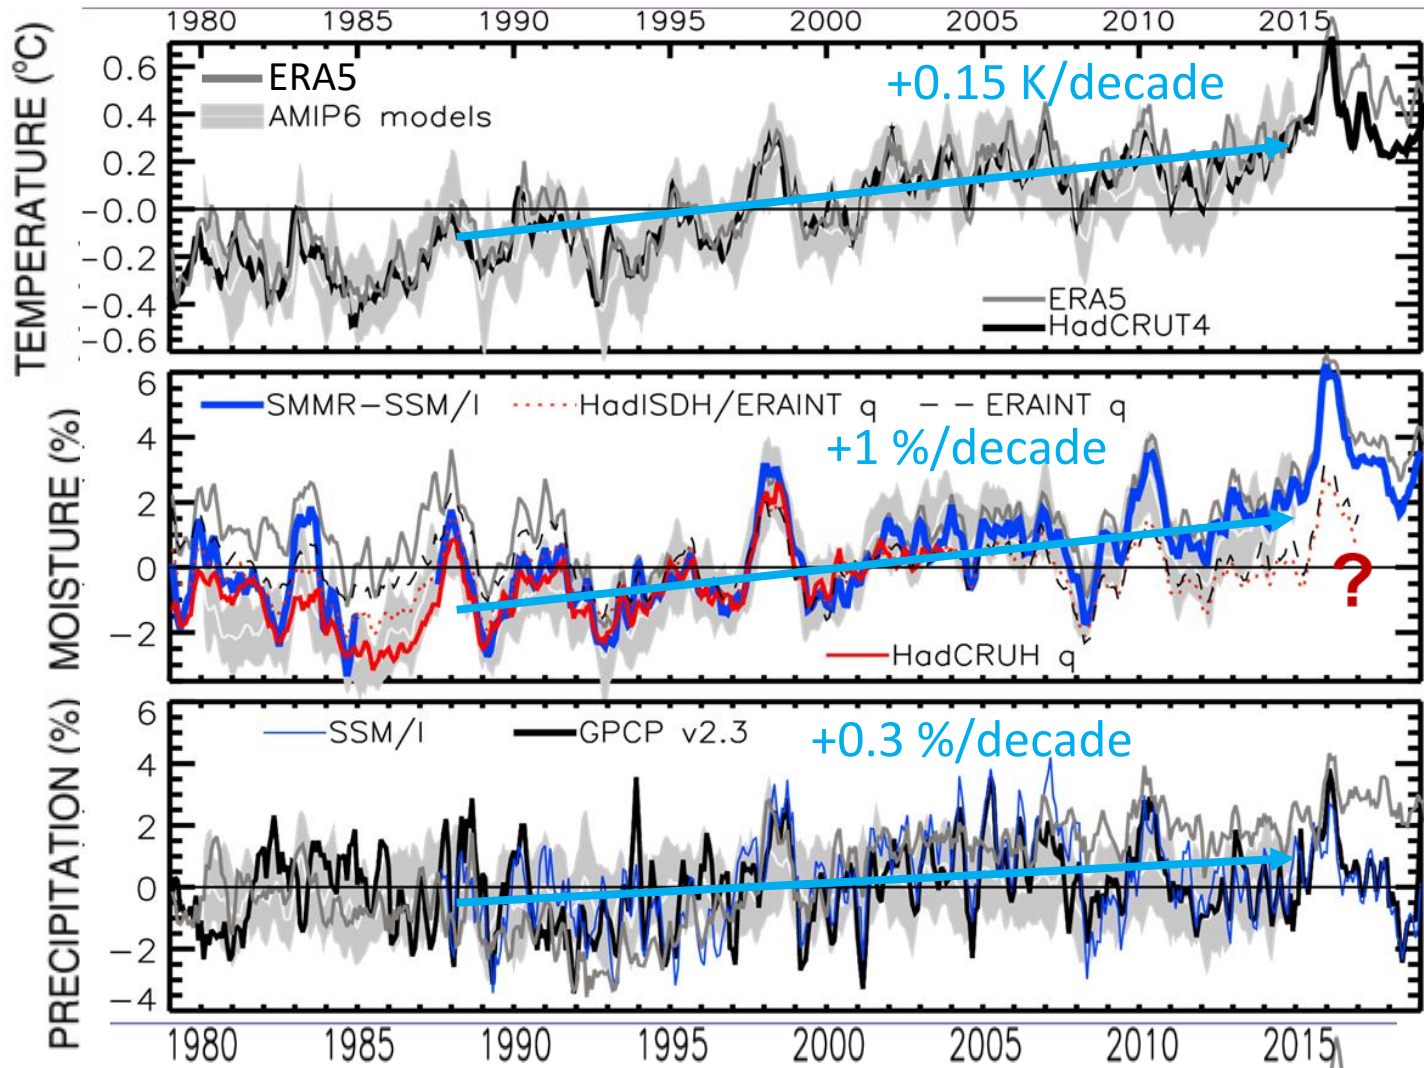 1980 1985 1990 1995 2000 2005 2010 2015
TEMPERATURE (°C)
0.6
0.4
0.2
-0.0
-0.2
-0.4
-0.6
ERA5
AMIP6 models
+0.15 K/decade
ERA5
HadCRUT4
MOISTURE (%)
6
4
2
0
-2
SMMR-SSM/I HadISDH/ERAINT q ERAINT q
+1 %/decade
?
HadCRUH q
PRECIPITATION (%)
6
4
2
0
-2
-4
SSM/I GPCP v2.3
+0.3 %/decade
1980 1985 1990 1995 2000 2005 2010 2015